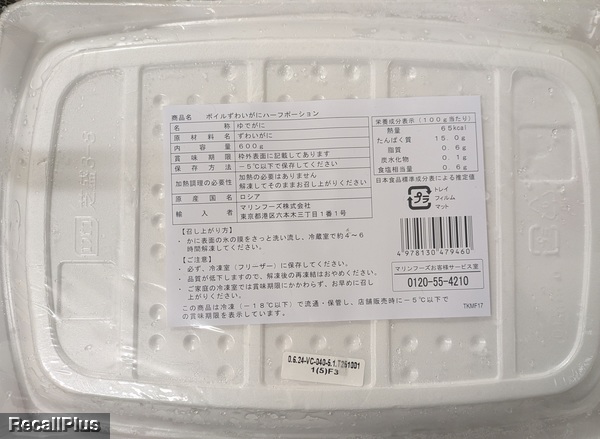 商品名 ボイルずわいがにハーフポーション
名称 ゆでがに
原材料名 ずわいがに
内容量 600g
賞味期限 枠外表面に記載してあります
保存方法 −5℃以下で保存してください
加熱調理の必要性 加熱の必要はありません
解凍してそのままお召し上がりください
原産国名 ロシア
輸入者 マリンフーズ株式会社
東京都港区六本木三丁目1番1号
【召し上がり方】
・かに表面の氷の膜をさっと洗い流し、冷蔵室で約4〜6
時間解凍してください。
【ご注意】
・必ず、冷凍室（フリーザー）に保存してください。
・品質が低下しますので、解凍後の再凍結はおやめください。
・ご家庭の冷凍室では賞味期限にかかわらず、お早めに召し
上がりください。
この商品は冷凍（−18℃以下）で流通・保管し、店舗販売時に−5℃以下で
の賞味期限を表示しています。
栄養成分表示（100g当たり）
熱量 65kcal
たんぱく質 15.0g
脂質 0.6g
炭水化物 0.1g
食塩相当量 0.6g
日本食品標準成分表による推定値
プラ
トレイ
フィルム
マット
4978130479460
マリンフーズお客様サービス室
0120-55-4210
TKMF17
1(5)F3
RecallPlus